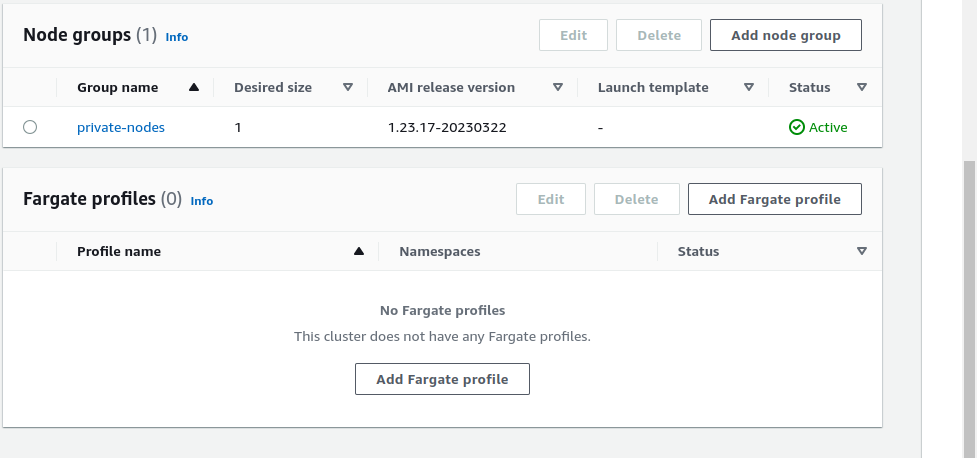 Node groups (1) Info
Edit Delete Add node group
Group name Desired size AMI release version Launch template Status
private-nodes 1 1.23.17-20230322 - Active
Fargate profiles (0) Info
Edit Delete Add Fargate profile
Profile name Namespaces Status
No Fargate profiles
This cluster does not have any Fargate profiles.
Add Fargate profile